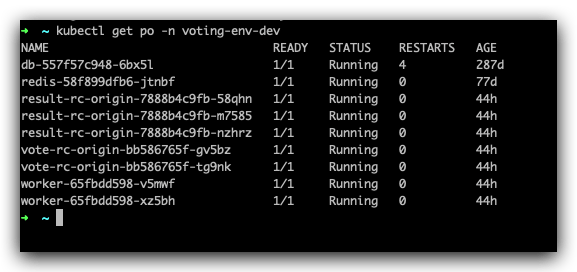 ➜  ~ kubectl get po -n voting-env-dev
NAME                               READY   STATUS    RESTARTS   AGE
db-557f57c948-6bx5l                1/1     Running   4          287d
redis-58f899dfb6-jtnbf             1/1     Running   0          77d
result-rc-origin-7888b4c9fb-58qhn  1/1     Running   0          44h
result-rc-origin-7888b4c9fb-m7585  1/1     Running   0          44h
result-rc-origin-7888b4c9fb-nzhrz  1/1     Running   0          44h
vote-rc-origin-bb586765f-gv5bz     1/1     Running   0          44h
vote-rc-origin-bb586765f-tg9nk     1/1     Running   0          44h
worker-65fbdd598-v5mwf             1/1     Running   0          44h
worker-65fbdd598-xz5bh             1/1     Running   0          44h
➜  ~